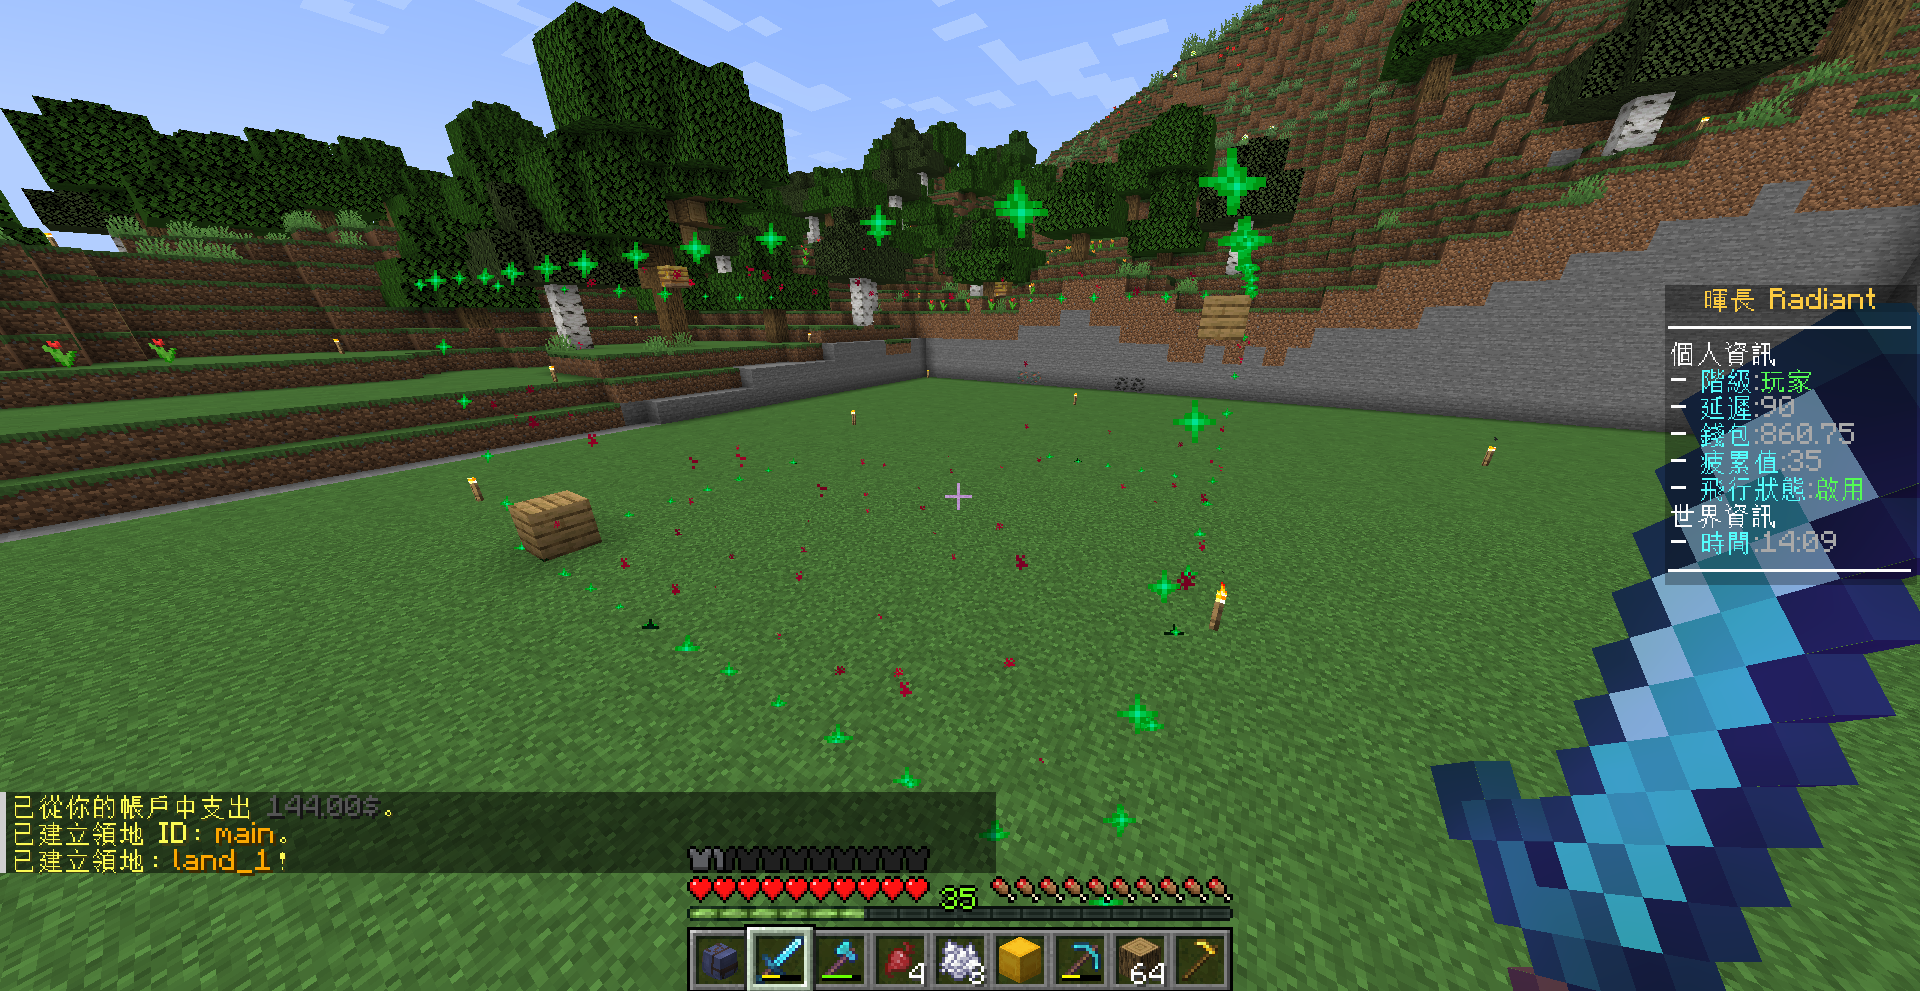 暉長 Radiant
個人資訊
- 階級:玩家
- 延遲:90
- 錢包:860.75
- 疲累值:35
- 飛行狀態:啟用
世界資訊
- 時間:14:09
已從你的帳戶中支出 144.00$。
已建立領地 ID: main。
已建立領地: land_1!
35
4 8 64